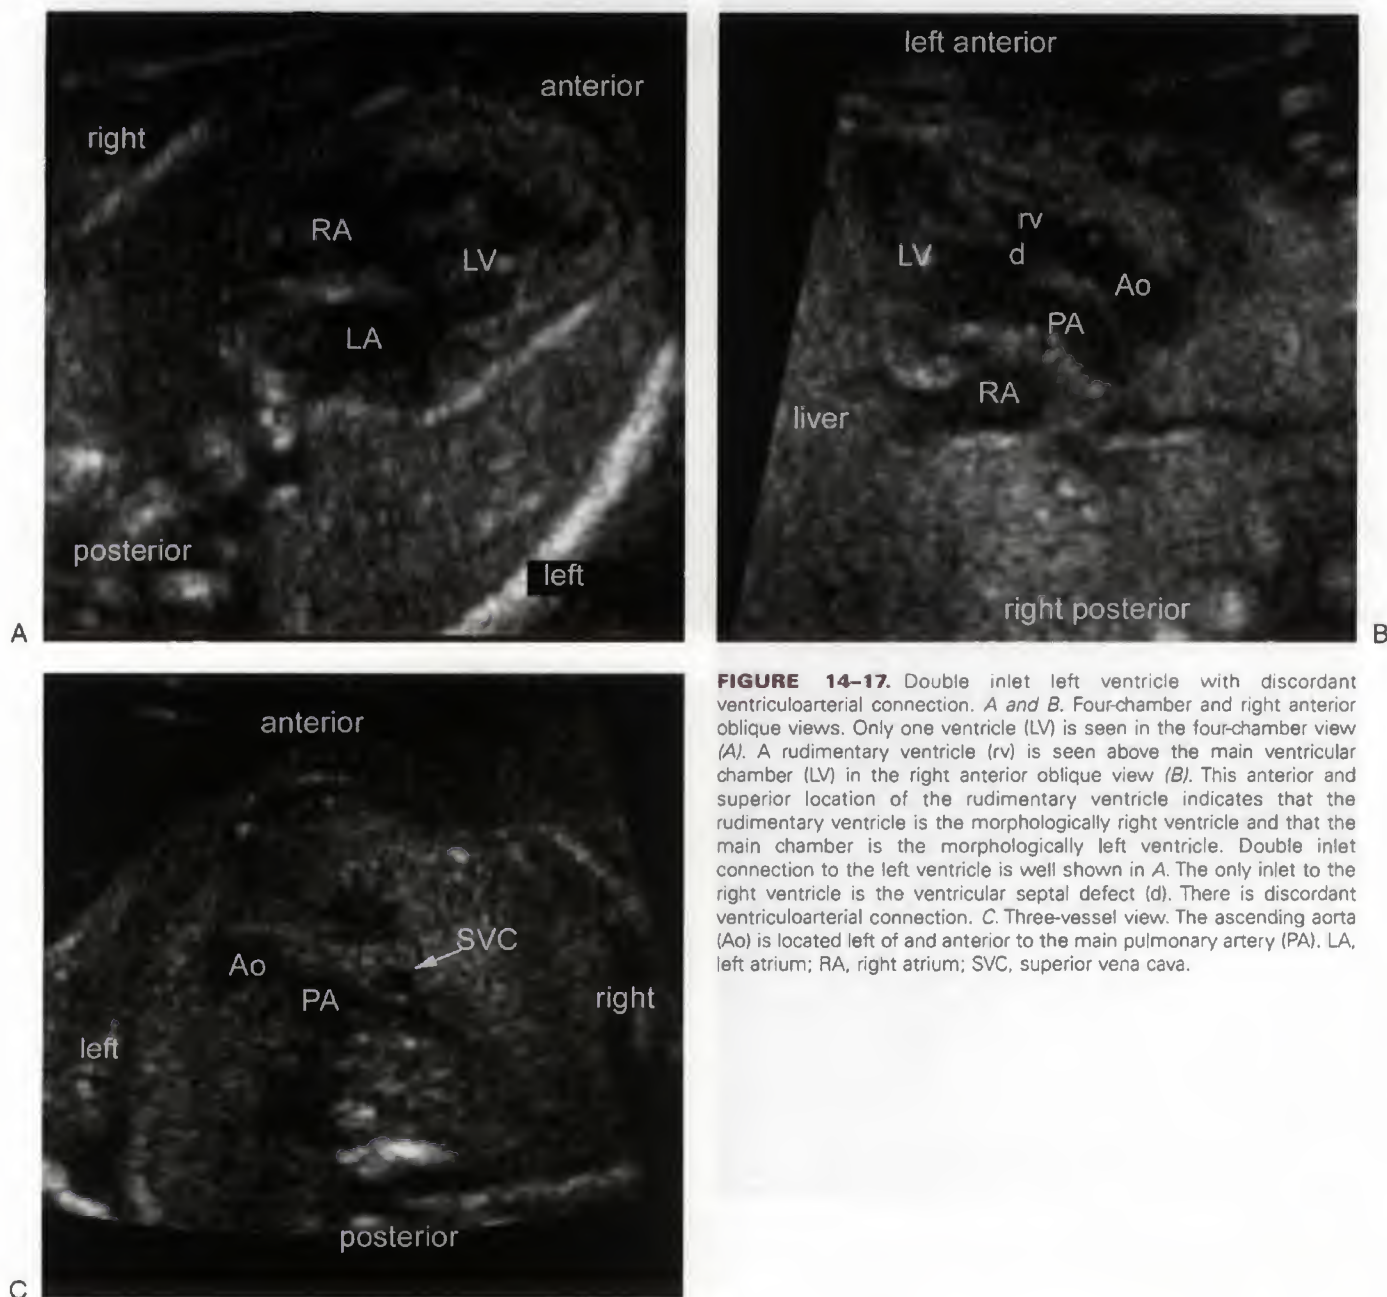 anterior
right
RA
LV
LA
posterior
left
A
left anterior
rv
LV
d
Ao
PA
RA
liver
right posterior
B
FIGURE 14–17. Double inlet left ventricle with discordant
ventriculoarterial connection. A and B. Four-chamber and right anterior
oblique views. Only one ventricle (LV) is seen in the four-chamber view
(A). A rudimentary ventricle (rv) is seen above the main ventricular
chamber (LV) in the right anterior oblique view (B). This anterior and
superior location of the rudimentary ventricle indicates that the
rudimentary ventricle is the morphologically right ventricle and that the
main chamber is the morphologically left ventricle. Double inlet
connection to the left ventricle is well shown in A. The only inlet to the
right ventricle is the ventricular septal defect (d). There is discordant
ventriculoarterial connection. C. Three-vessel view. The ascending aorta
(Ao) is located left of and anterior to the main pulmonary artery (PA). LA,
left atrium; RA, right atrium; SVC, superior vena cava.
anterior
SVC
Ao
PA
right
left
posterior
C